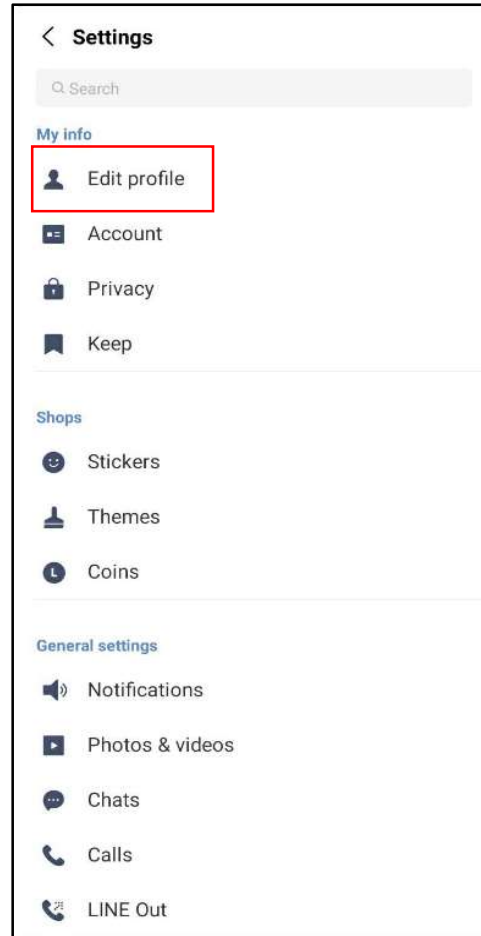 Settings
Search
My info
Edit profile
Account
Privacy
Keep
Shops
Stickers
Themes
Coins
General settings
Notifications
Photos & videos
Chats
Calls
LINE Out